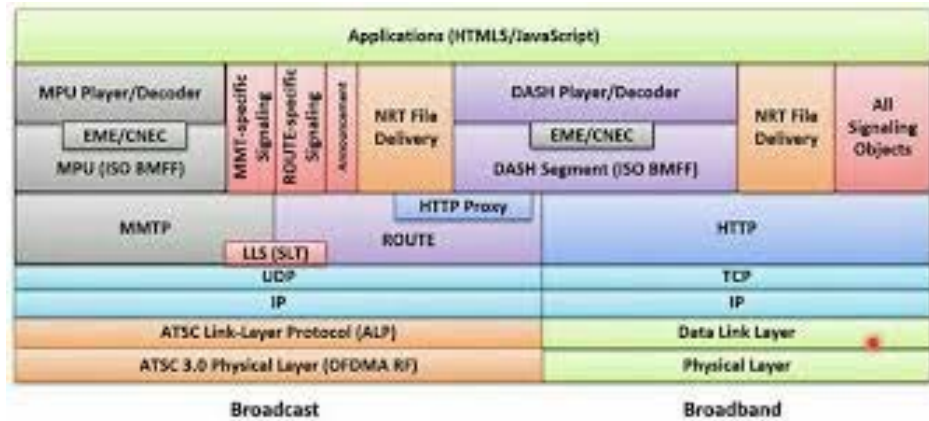 Applications (HTML5/JavaScript)
MPU Player/Decoder
EME/CNEC
MPU (ISO BMFF)
MMT-specific
Signaling
ROUTE-specific
Signaling
Announcement
NRT File
Delivery
DASH Player/Decoder
EME/CNEC
DASH Segment (ISO BMFF)
NRT File
Delivery
All
Signaling
Objects
MMTP
LLS (SLT)
HTTP Proxy
ROUTE
HTTP
UDP
TCP
IP
IP
ATSC Link-Layer Protocol (ALP)
Data Link Layer
ATSC 3.0 Physical Layer (OFDMA RF)
Physical Layer
Broadcast
Broadband